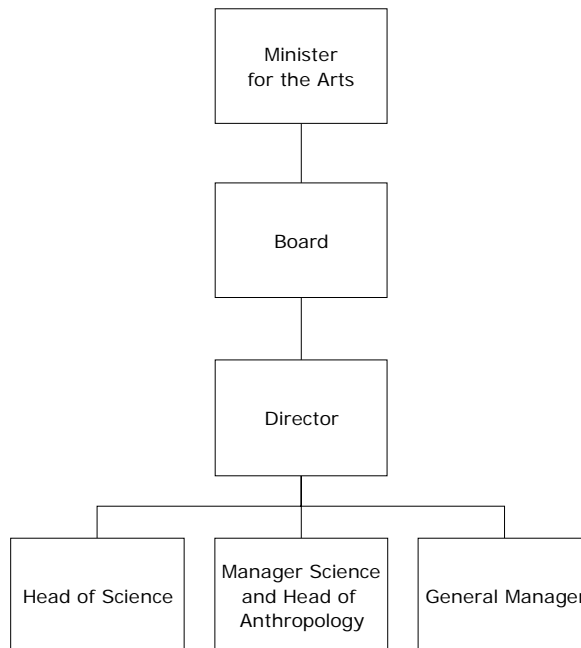 Minister
for the Arts
Board
Director
Head of Science
Manager Science
and Head of
Anthropology
General Manager